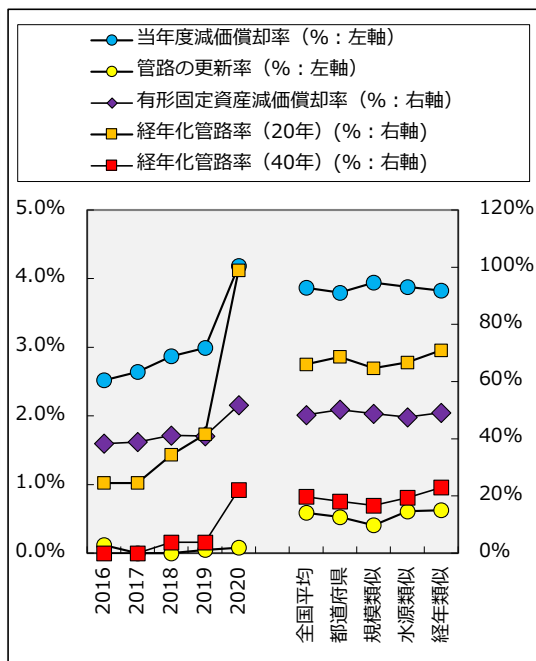 当年度減価償却率（%：左軸）
管路の更新率（%：左軸）
有形固定資産減価償却率（%：右軸）
経年化管路率（20年）(%：右軸)
経年化管路率（40年）(%：右軸)
5.0%
4.0%
3.0%
2.0%
1.0%
0.0%
120%
100%
80%
60%
40%
20%
0%
2016
2017
2018
2019
2020
全国平均
都道府県
規模類似
水源類似
経年類似